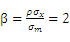 β = ρσₓ/σₘ = 2